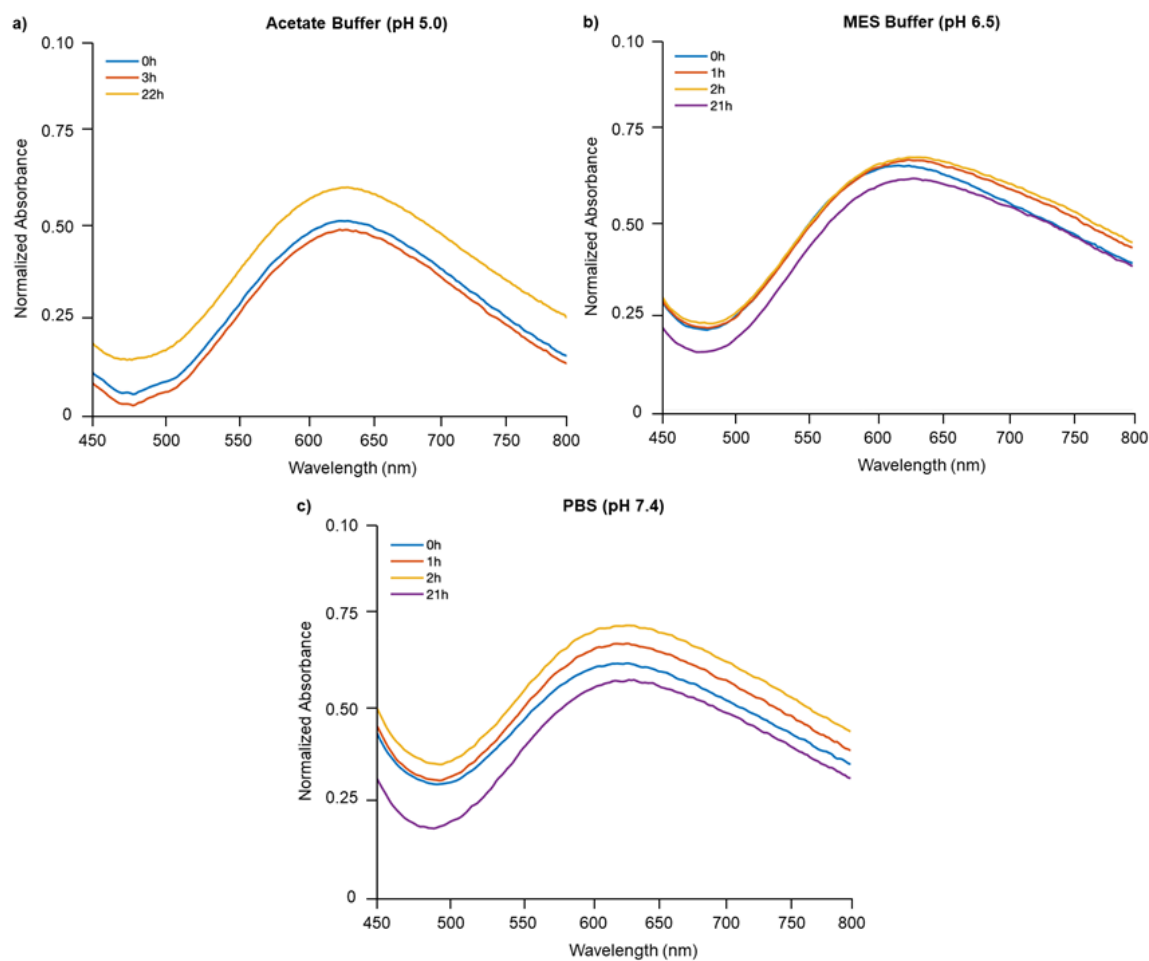 a)
Acetate Buffer (pH 5.0)
0.10
0h
3h
22h
0.75
0.50
0.25
0
Normalized Absorbance
450 500 550 600 650 700 750 800
Wavelength (nm)
b)
MES Buffer (pH 6.5)
0.10
0h
1h
2h
21h
0.75
0.50
0.25
0
Normalized Absorbance
450 500 550 600 650 700 750 800
Wavelength (nm)
c)
PBS (pH 7.4)
0.10
0h
1h
2h
21h
0.75
0.50
0.25
0
Normalized Absorbance
450 500 550 600 650 700 750 800
Wavelength (nm)